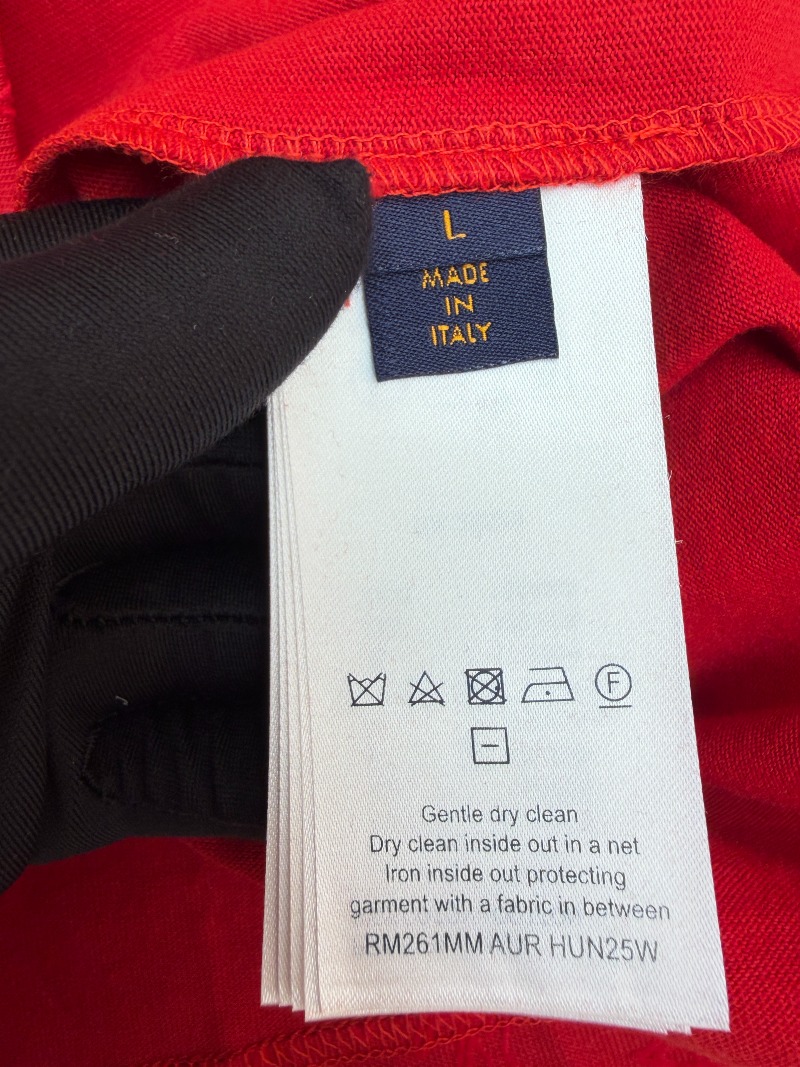 L
MADE
IN
ITALY
F
Gentle dry clean
Dry clean inside out in a net
Iron inside out protecting
garment with a fabric in between
RM261MM AUR HUN25W